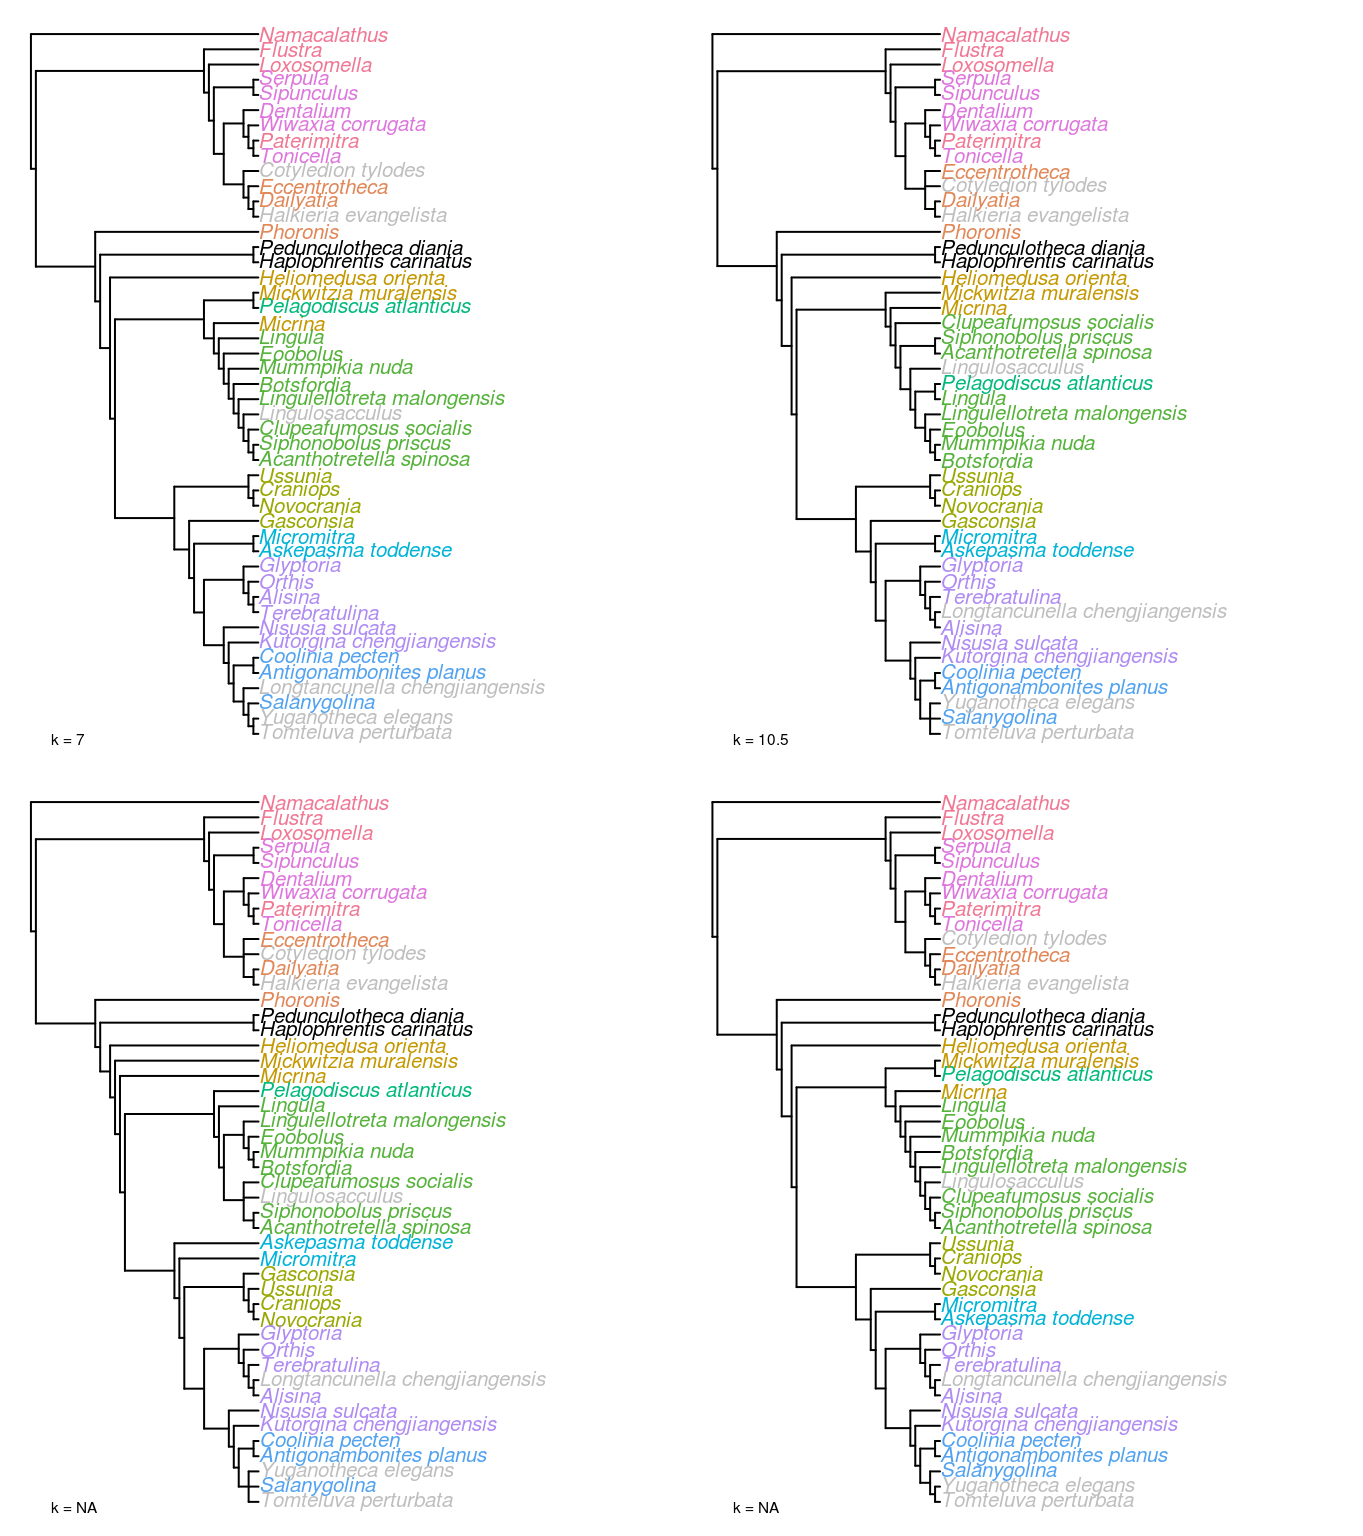 Namacalathus
Flustra
Loxosomella
Serpula
Sipunculus
Dentalium
Wiwaxia corrugata
Paterimitra
Tonicella
Cotyledion tylodes
Eccentrotheca
Dailyatia
Halkieria evangelista
Phoronis
Pedunculotheca diania
Haplophrentis carinatus
Heliomedusa orienta
Mickwitzia muralensis
Pelagodiscus atlanticus
Micrina
Lingula
Eoobolus
Mummpikia nuda
Botsfordia
Lingulellotreta malongensis
Lingulosacculus
Clupeafumosus socialis
Siphonobolus priscus
Acanthotretella spinosa
Ussunia
Craniops
Novocrania
Gasconsia
Micromitra
Askepasma toddense
Glyptoria
Orthis
Alisina
Terebratulina
Nisusia sulcata
Kutorgina chengjiangensis
Coolinia pecten
Antigonambonites planus
Longtancunella chengjiangensis
Salanygolina
Yuganotheca elegans
Tomteluva perturbata
k = 7
Namacalathus
Flustra
Loxosomella
Serpula
Sipunculus
Dentalium
Wiwaxia corrugata
Paterimitra
Tonicella
Eccentrotheca
Cotyledion tylodes
Dailyatia
Halkieria evangelista
Phoronis
Pedunculotheca diania
Haplophrentis carinatus
Heliomedusa orienta
Mickwitzia muralensis
Micrina
Clupeafumosus socialis
Siphonobolus priscus
Acanthotretella spinosa
Lingulosacculus
Pelagodiscus atlanticus
Lingula
Lingulellotreta malongensis
Eoobolus
Mummpikia nuda
Botsfordia
Ussunia
Craniops
Novocrania
Gasconsia
Micromitra
Askepasma toddense
Glyptoria
Orthis
Terebratulina
Longtancunella chengjiangensis
Alisina
Nisusia sulcata
Kutorgina chengjiangensis
Coolinia pecten
Antigonambonites planus
Yuganotheca elegans
Salanygolina
Tomteluva perturbata
k = 10.5
Namacalathus
Flustra
Loxosomella
Serpula
Sipunculus
Dentalium
Wiwaxia corrugata
Paterimitra
Tonicella
Eccentrotheca
Cotyledion tylodes
Dailyatia
Halkieria evangelista
Phoronis
Pedunculotheca diania
Haplophrentis carinatus
Heliomedusa orienta
Mickwitzia muralensis
Micrina
Pelagodiscus atlanticus
Lingula
Lingulellotreta malongensis
Eoobolus
Mummpikia nuda
Botsfordia
Clupeafumosus socialis
Lingulosacculus
Siphonobolus priscus
Acanthotretella spinosa
Askepasma toddense
Micromitra
Gasconsia
Ussunia
Craniops
Novocrania
Glyptoria
Orthis
Terebratulina
Longtancunella chengjiangensis
Alisina
Nisusia sulcata
Kutorgina chengjiangensis
Coolinia pecten
Antigonambonites planus
Yuganotheca elegans
Salanygolina
Tomteluva perturbata
k = NA
Namacalathus
Flustra
Loxosomella
Serpula
Sipunculus
Dentalium
Wiwaxia corrugata
Paterimitra
Tonicella
Cotyledion tylodes
Eccentrotheca
Dailyatia
Halkieria evangelista
Phoronis
Pedunculotheca diania
Haplophrentis carinatus
Heliomedusa orienta
Mickwitzia muralensis
Pelagodiscus atlanticus
Micrina
Lingula
Eoobolus
Mummpikia nuda
Botsfordia
Lingulellotreta malongensis
Lingulosacculus
Clupeafumosus socialis
Siphonobolus priscus
Acanthotretella spinosa
Ussunia
Craniops
Novocrania
Gasconsia
Micromitra
Askepasma toddense
Glyptoria
Orthis
Terebratulina
Longtancunella chengjiangensis
Alisina
Nisusia sulcata
Kutorgina chengjiangensis
Coolinia pecten
Antigonambonites planus
Salanygolina
Yuganotheca elegans
Tomteluva perturbata
k = NA